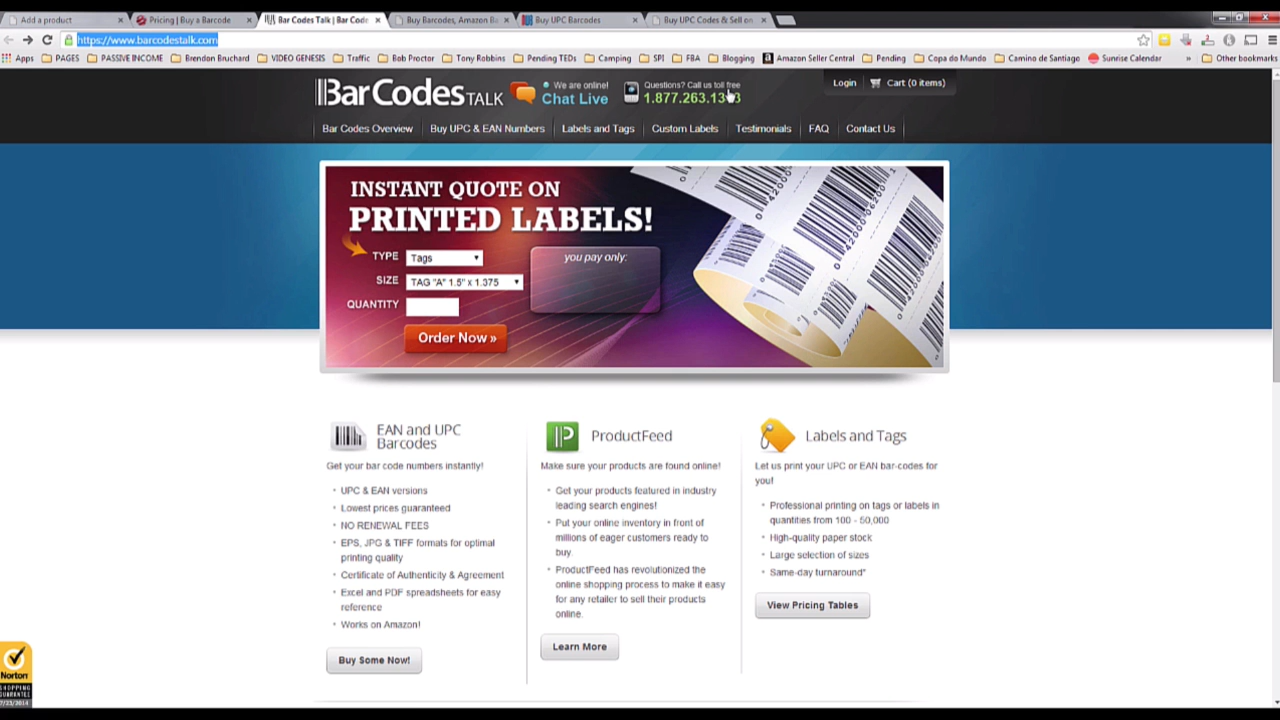 Add a product
Pricing | Buy a Barcode
Bar Codes Talk | Bar Code
Buy Barcodes, Amazon Ba
Buy UPC Barcodes
Buy UPC Codes & Sell on
https://www.barcodestalk.com
Apps
PAGES
PASSIVE INCOME
Brendon Bruchard
VIDEO GENESIS
Traffic
Bob Proctor
Tony Robbins
Pending TEDs
Camping
SPI
FBA
Blogging
Amazon Seller Central
Pending
Copa do Mundo
Camino de Santiago
Sunrise Calendar
»
Other bookmarks
BarCodes TALK
We are online!
Chat Live
Questions? Call us toll free
Login
Cart (0 items)
Bar Codes Overview
Buy UPC & EAN Numbers
Labels and Tags
Custom Labels
Testimonials
FAQ
Contact Us
INSTANT QUOTE ON
PRINTED LABELS!
TYPE
Tags
SIZE
TAG "A" 1.5" x 1.375
QUANTITY
you pay only:
Order Now »
EAN and UPC
Barcodes
Get your bar code numbers instantly!
UPC & EAN versions
Lowest prices guaranteed
NO RENEWAL FEES
EPS, JPG & TIFF formats for optimal
printing quality
Certificate of Authenticity & Agreement
Excel and PDF spreadsheets for easy
reference
Works on Amazon!
Buy Some Now!
ProductFeed
Make sure your products are found online!
Get your products featured in industry
leading search engines!
Put your online inventory in front of
millions of eager customers ready to
buy.
ProductFeed has revolutionized the
online shopping process to make it easy
for any retailer to sell their products
online.
Learn More
Labels and Tags
Let us print your UPC or EAN bar-codes for
you!
Professional printing on tags or labels in
quantities from 100 - 50,000
High-quality paper stock
Large selection of sizes
Same-day turnaround*
View Pricing Tables
Norton
SHOPPING
GUARANTEE
7/23/2014